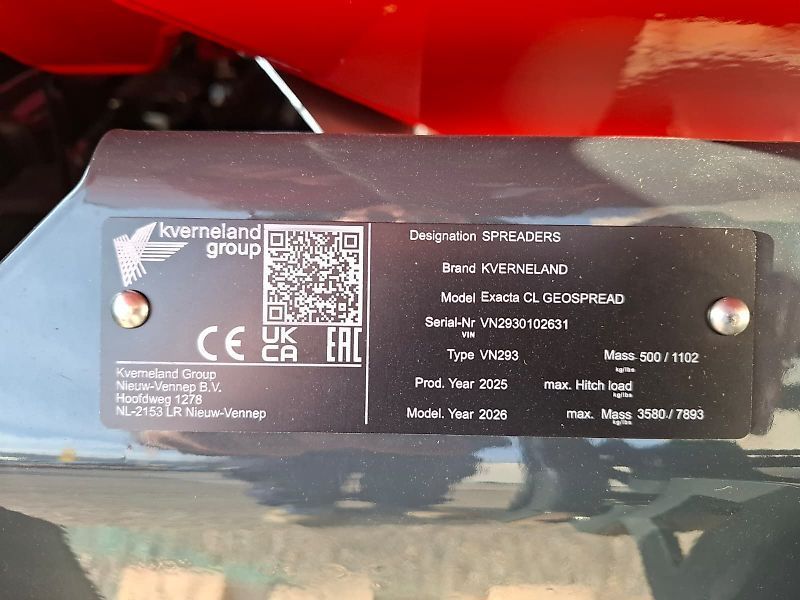 kverneland
group
CE
UK
CA
EAC
Kverneland Group
Nieuw-Vennep B.V.
Hoofdweg 1278
NL-2153 LR Nieuw-Vennep
Designation SPREADERS
Brand KVERNELAND
Model Exacta CL GEOSPREAD
Serial-Nr VN2930102631
VIN
Type VN293 Mass 500 / 1102
kg/lbs
Prod. Year 2025 max. Hitch load
kg/lbs
Model. Year 2026 max. Mass 3580 / 7893
kg/lbs